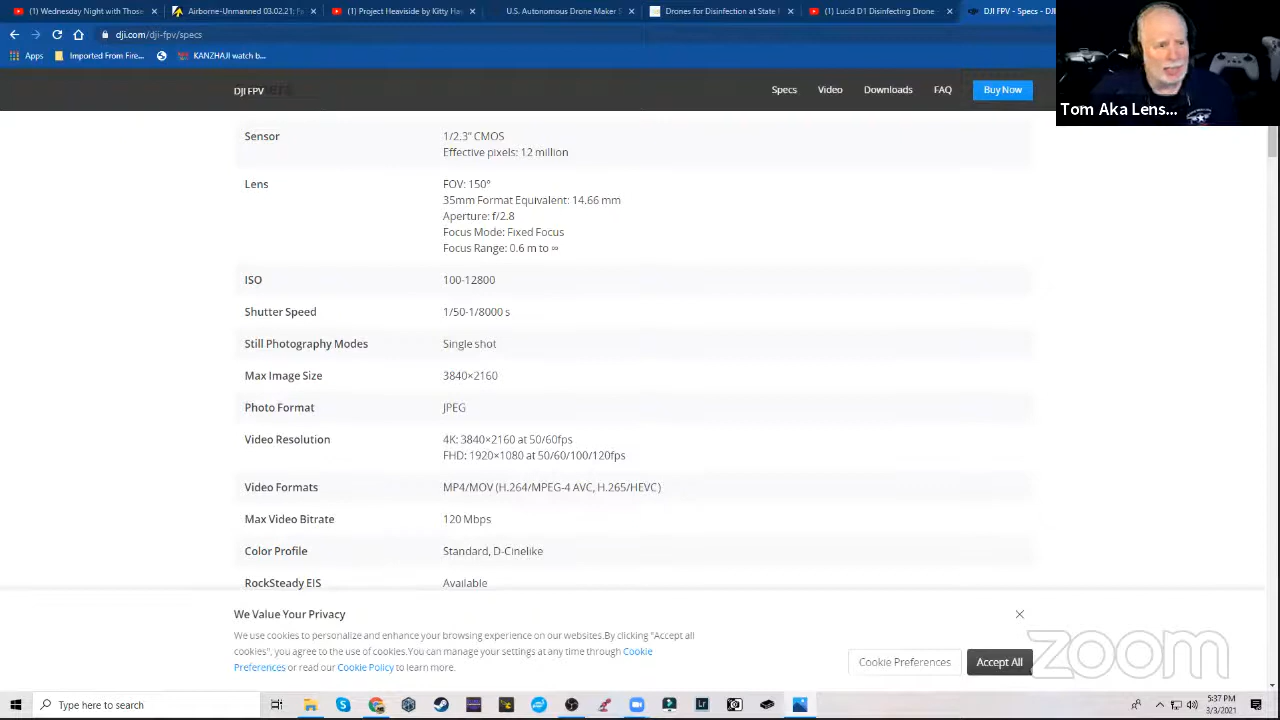 (1) Wednesday Night with Those
Airborne-Unmanned 03.02.21:
(1) Project Heaviside by Kitty Ha
U.S. Autonomous Drone Maker S
Drones for Disinfection at State
(1) Lucid D1 Disinfecting Drone -
DJI FPV - Specs - DJ
dji.com/dji-fpv/specs
Apps
Imported From Fire...
KANZHAJI watch b...
DJI FPV
Specs
Video
Downloads
FAQ
Buy Now
Tom Aka Lens...
Sensor
1/2.3" CMOS
Effective pixels: 12 million
Lens
FOV: 150°
35mm Format Equivalent: 14.66 mm
Aperture: f/2.8
Focus Mode: Fixed Focus
Focus Range: 0.6 m to ∞
ISO
100-12800
Shutter Speed
1/50-1/8000 s
Still Photography Modes
Single shot
Max Image Size
3840×2160
Photo Format
JPEG
Video Resolution
4K: 3840×2160 at 50/60fps
FHD: 1920×1080 at 50/60/100/120fps
Video Formats
MP4/MOV (H.264/MPEG-4 AVC, H.265/HEVC)
Max Video Bitrate
120 Mbps
Color Profile
Standard, D-Cinelike
RockSteady EIS
Available
We Value Your Privacy
We use cookies to personalize and enhance your browsing experience on our websites.By clicking "Accept all
cookies", you agree to the use of cookies.You can manage your settings at any time through Cookie
Preferences or read our Cookie Policy to learn more.
Cookie Preferences
Accept All
zoom
Type here to search
5:37 PM
3/3/2021